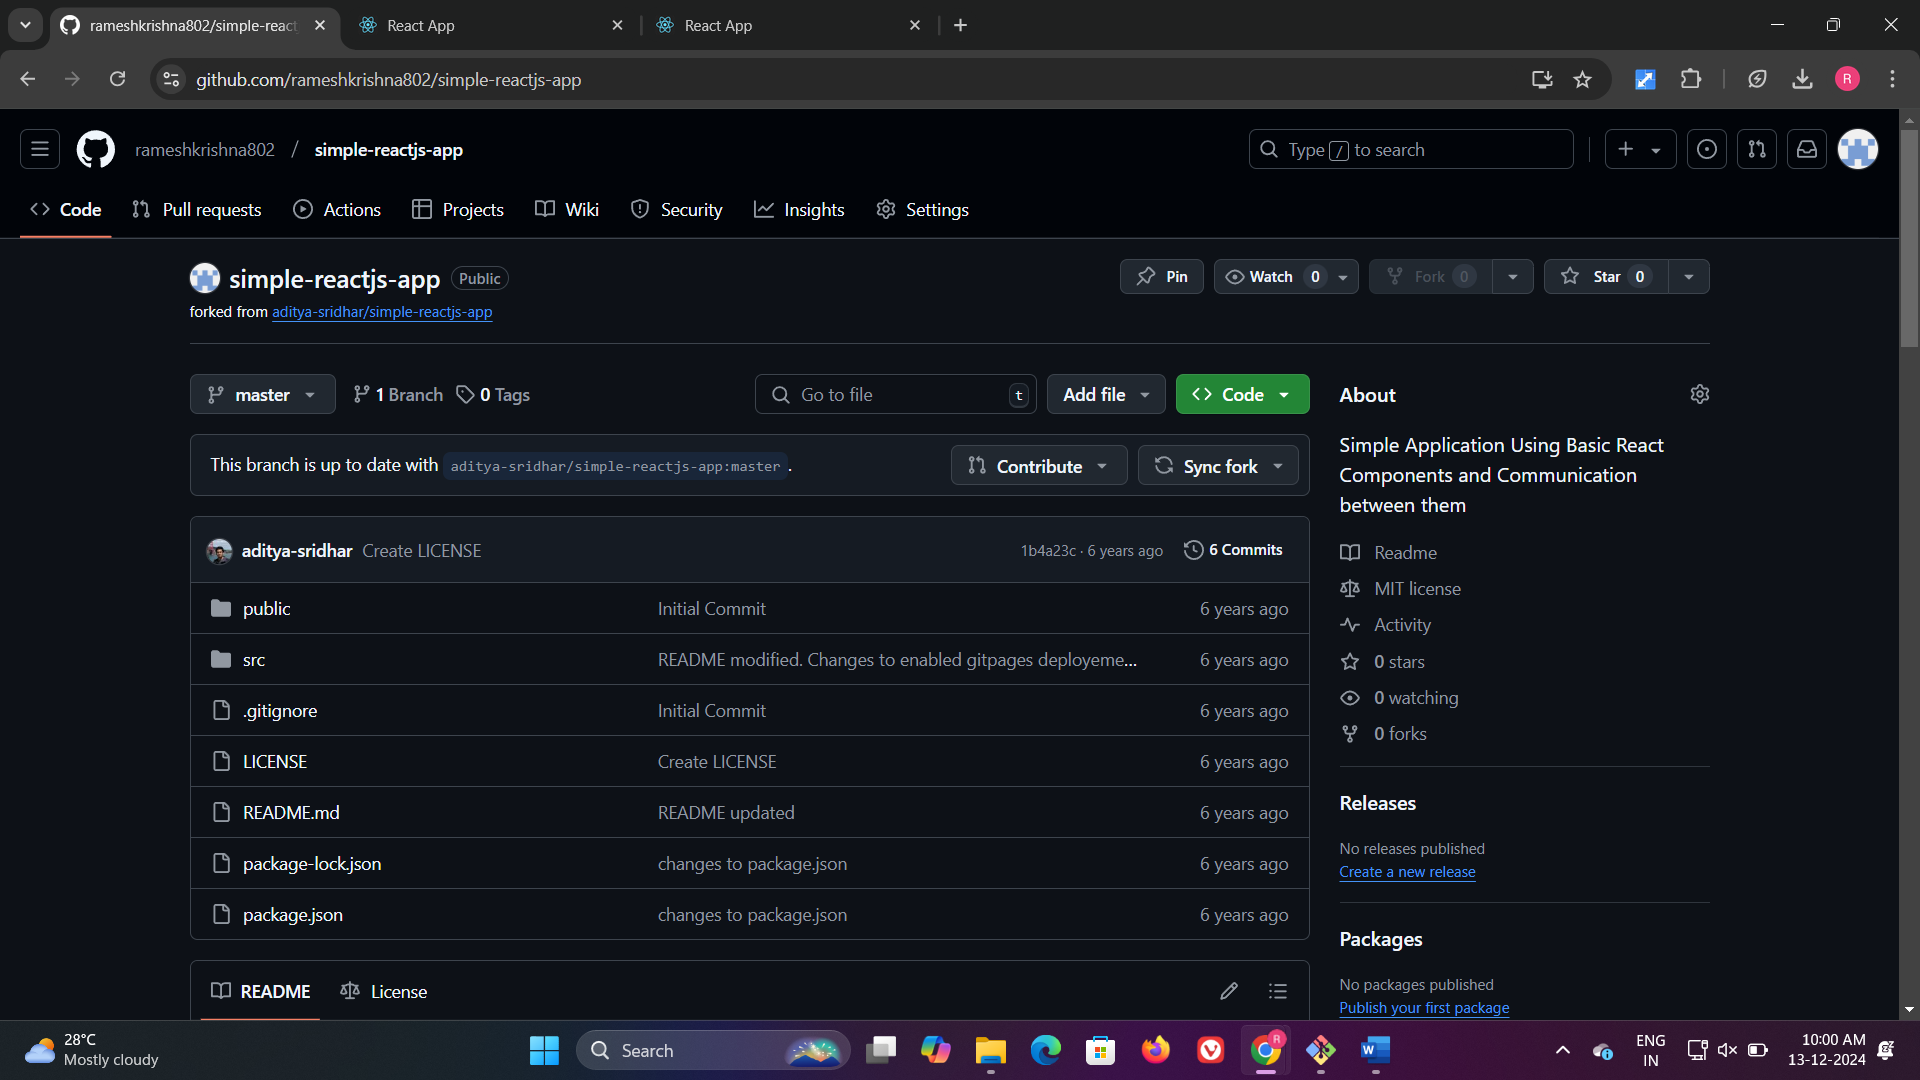 rameshkrishna802/simple-react
React App
React App
github.com/rameshkrishna802/simple-reactjs-app
R
rameshkrishna802 / simple-reactjs-app
Type / to search
Code
Pull requests
Actions
Projects
Wiki
Security
Insights
Settings
simple-reactjs-app
Public
forked from aditya-sridhar/simple-reactjs-app
Pin
Watch 0
Fork 0
Star 0
master
1 Branch
0 Tags
Go to file
t
Add file
Code
This branch is up to date with aditya-sridhar/simple-reactjs-app:master .
Contribute
Sync fork
aditya-sridhar Create LICENSE
1b4a23c · 6 years ago
6 Commits
public Initial Commit 6 years ago
src README modified. Changes to enabled gitpages deployeme... 6 years ago
.gitignore Initial Commit 6 years ago
LICENSE Create LICENSE 6 years ago
README.md README updated 6 years ago
package-lock.json changes to package.json 6 years ago
package.json changes to package.json 6 years ago
README
License
About
Simple Application Using Basic React
Components and Communication
between them
Readme
MIT license
Activity
0 stars
0 watching
0 forks
Releases
No releases published
Create a new release
Packages
No packages published
Publish your first package
28°C
Mostly cloudy
Search
R
W
ENG
IN
10:00 AM
13-12-2024